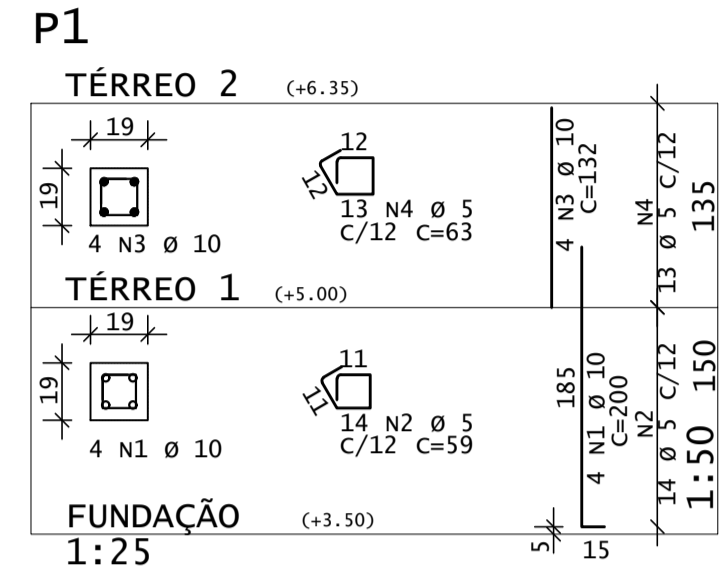 P1
TÉRREO 2 (+6.35)
19
19
4 N3 Ø 10
12
12
13 N4 Ø 5
C/12 C=63
4 N3 Ø 10
C=132
N4
13 Ø 5 C/12
135
TÉRREO 1 (+5.00)
19
19
4 N1 Ø 10
11
11
14 N2 Ø 5
C/12 C=59
185
4 N1 Ø 10
C=200
N2
14 Ø 5 C/12
150
1:50
FUNDAÇÃO (+3.50)
1:25
5
15